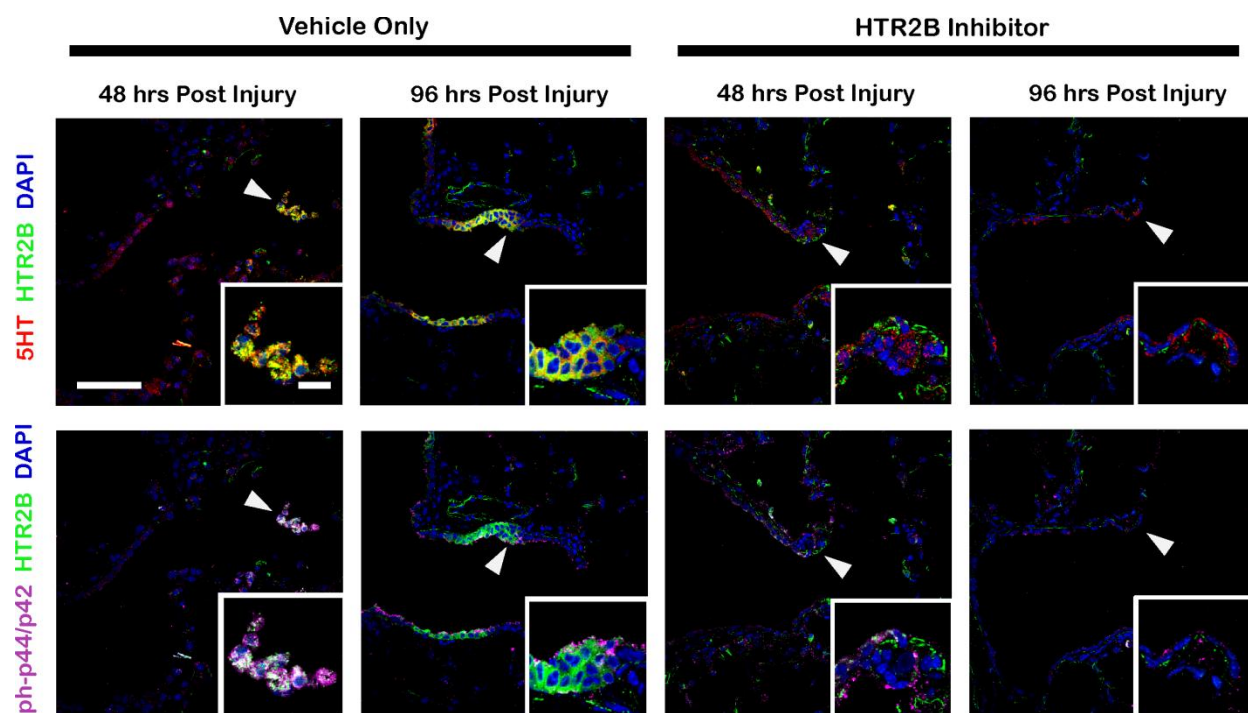 Vehicle Only
HTR2B Inhibitor
48 hrs Post Injury
96 hrs Post Injury
48 hrs Post Injury
96 hrs Post Injury
5HT HTR2B DAPI
ph-p44/p42 HTR2B DAPI